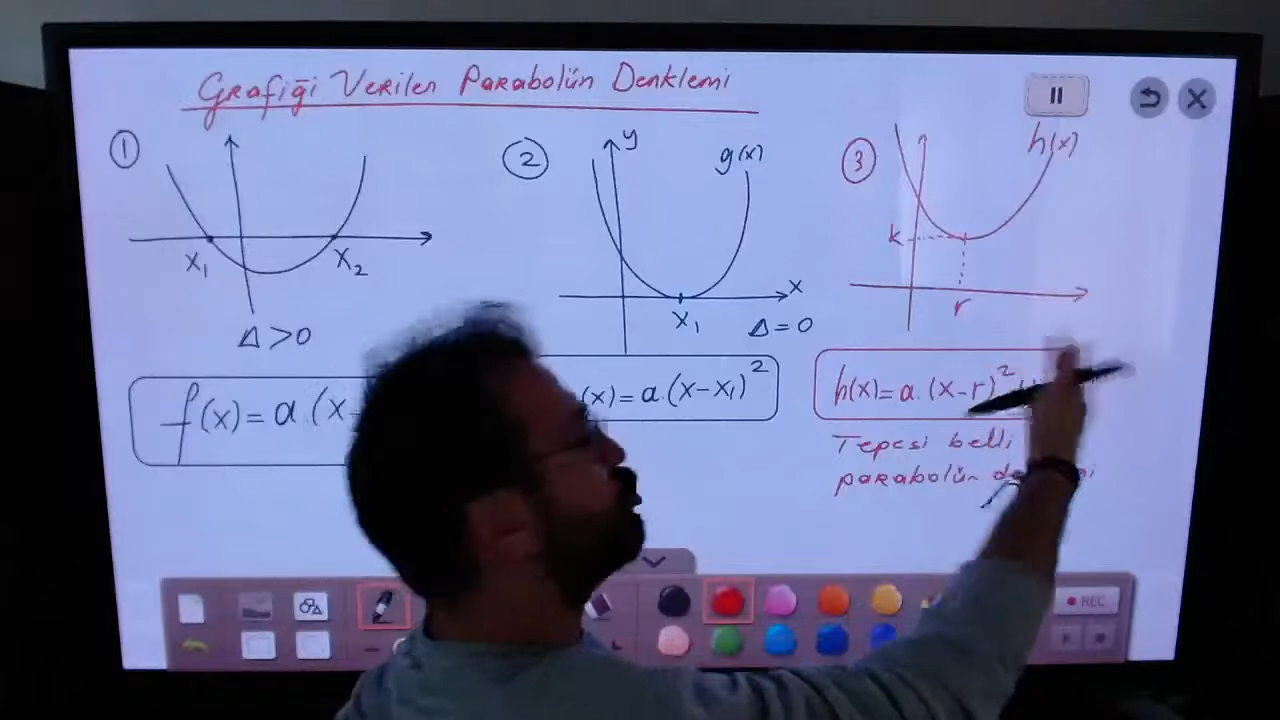 Grafiği Verilen Parabolün Denklemi
①
x₁
x₂
Δ>0
f(x)=a.(x-
②
y
g(x)
x
x₁
Δ=0
(x)=a.(x-x₁)²
③
h(x)
k
r
h(x)=a.(x-r)²
Tepesi belli
parabolün
REC